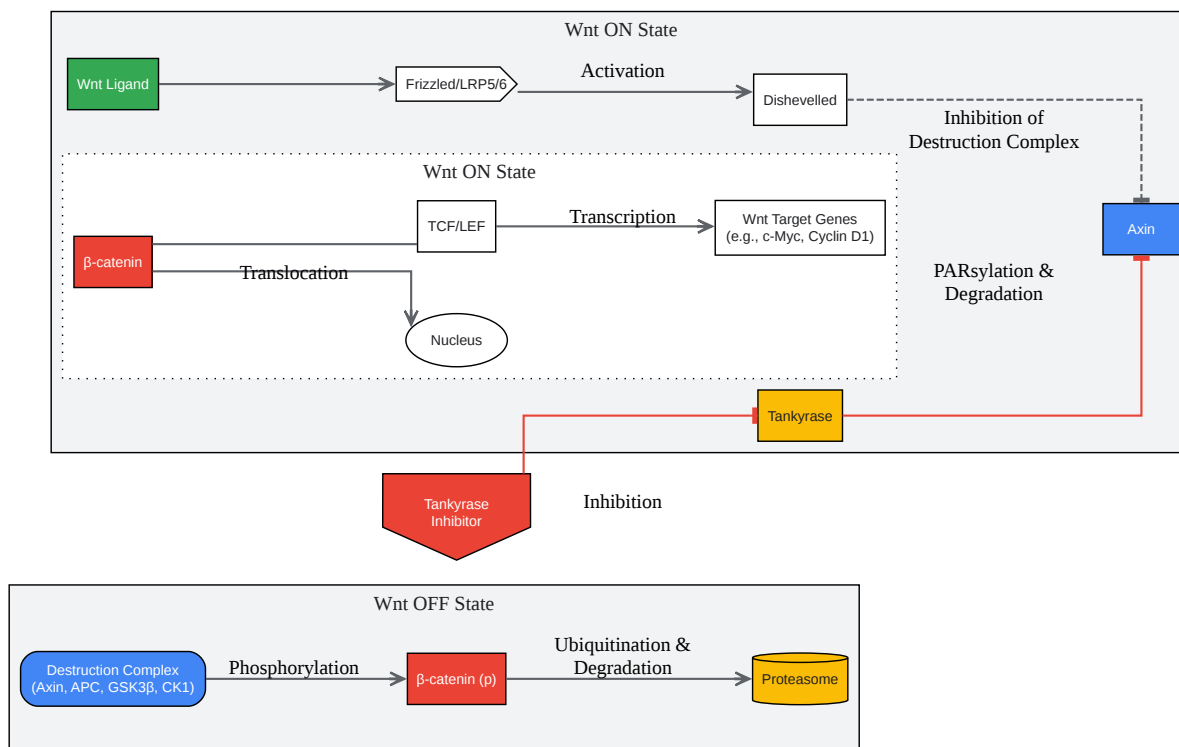 Wnt ON State
Wnt Ligand
Frizzled/LRP5/6
Activation
Dishevelled
Inhibition of
Destruction Complex
Wnt ON State
TCF/LEF
Transcription
Wnt Target Genes
(e.g., c-Myc, Cyclin D1)
Axin
β-catenin
Translocation
PARsylation &
Degradation
Nucleus
Tankyrase
Tankyrase
Inhibitor
Inhibition
Wnt OFF State
Destruction Complex
(Axin, APC, GSK3β, CK1)
Phosphorylation
β-catenin (p)
Ubiquitination &
Degradation
Proteasome